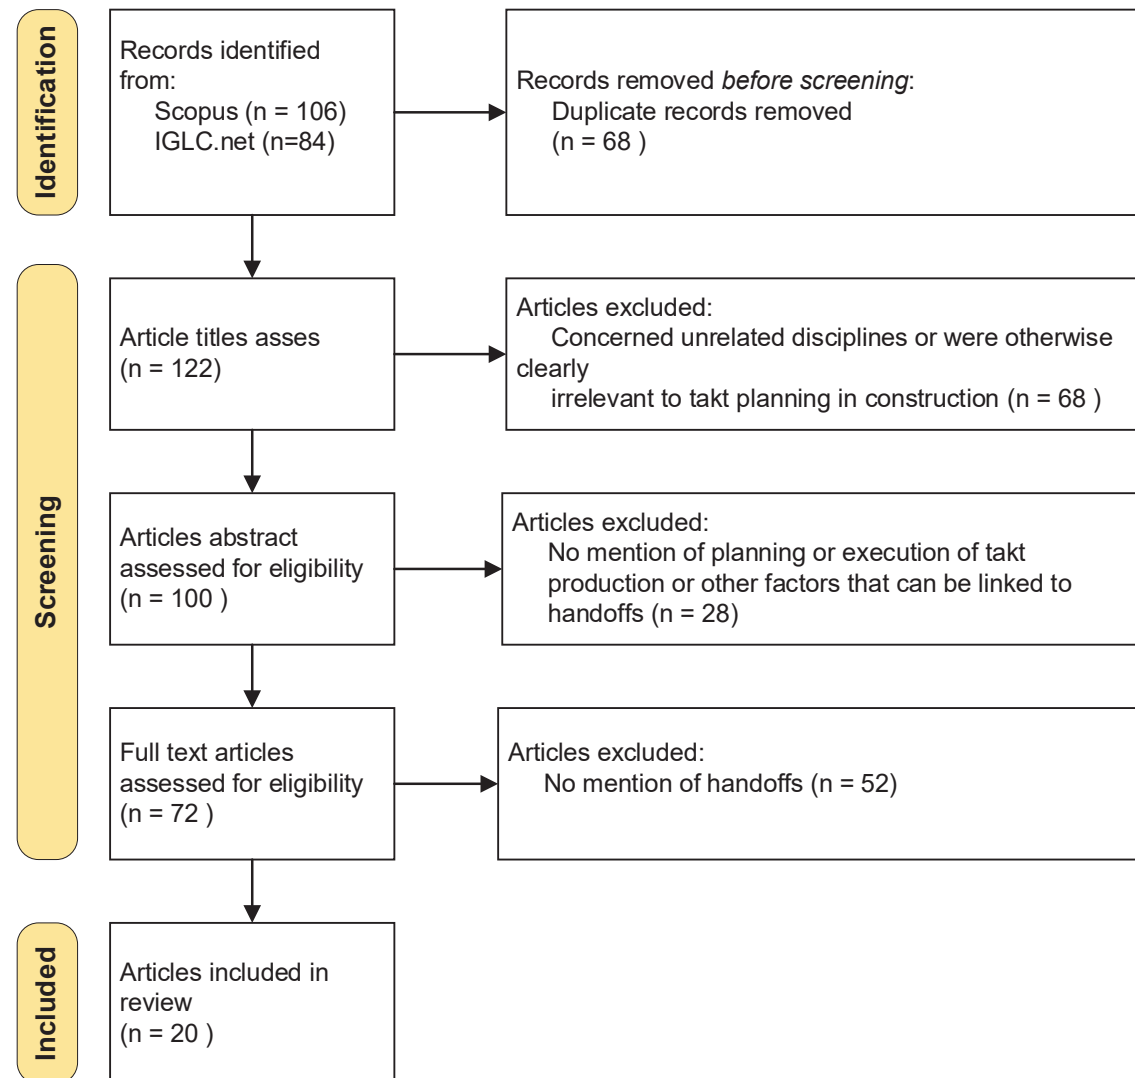 Identification
Records identified
from:
Scopus (n = 106)
IGLC.net (n=84)
Records removed before screening:
Duplicate records removed
(n = 68 )
Screening
Article titles asses
(n = 122)
Articles excluded:
Concerned unrelated disciplines or were otherwise
clearly
irrelevant to takt planning in construction (n = 68 )
Articles abstract
assessed for eligibility
(n = 100 )
Articles excluded:
No mention of planning or execution of takt
production or other factors that can be linked to
handoffs (n = 28)
Full text articles
assessed for eligibility
(n = 72 )
Articles excluded:
No mention of handoffs (n = 52)
Included
Articles included in
review
(n = 20 )